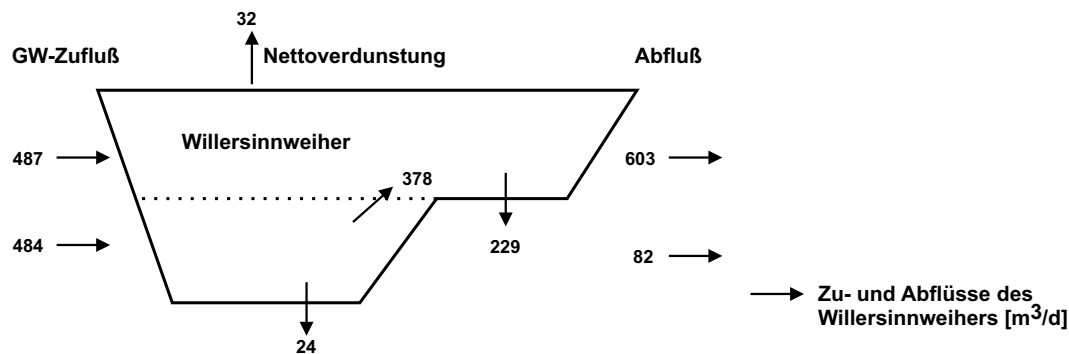 32
GW-Zufluß Nettoverdunstung Abfluß
Willersinnweiher
487 603
378
484 229 82
Zu- und Abflüsse des
Willersinnweihers [m³/d]
24